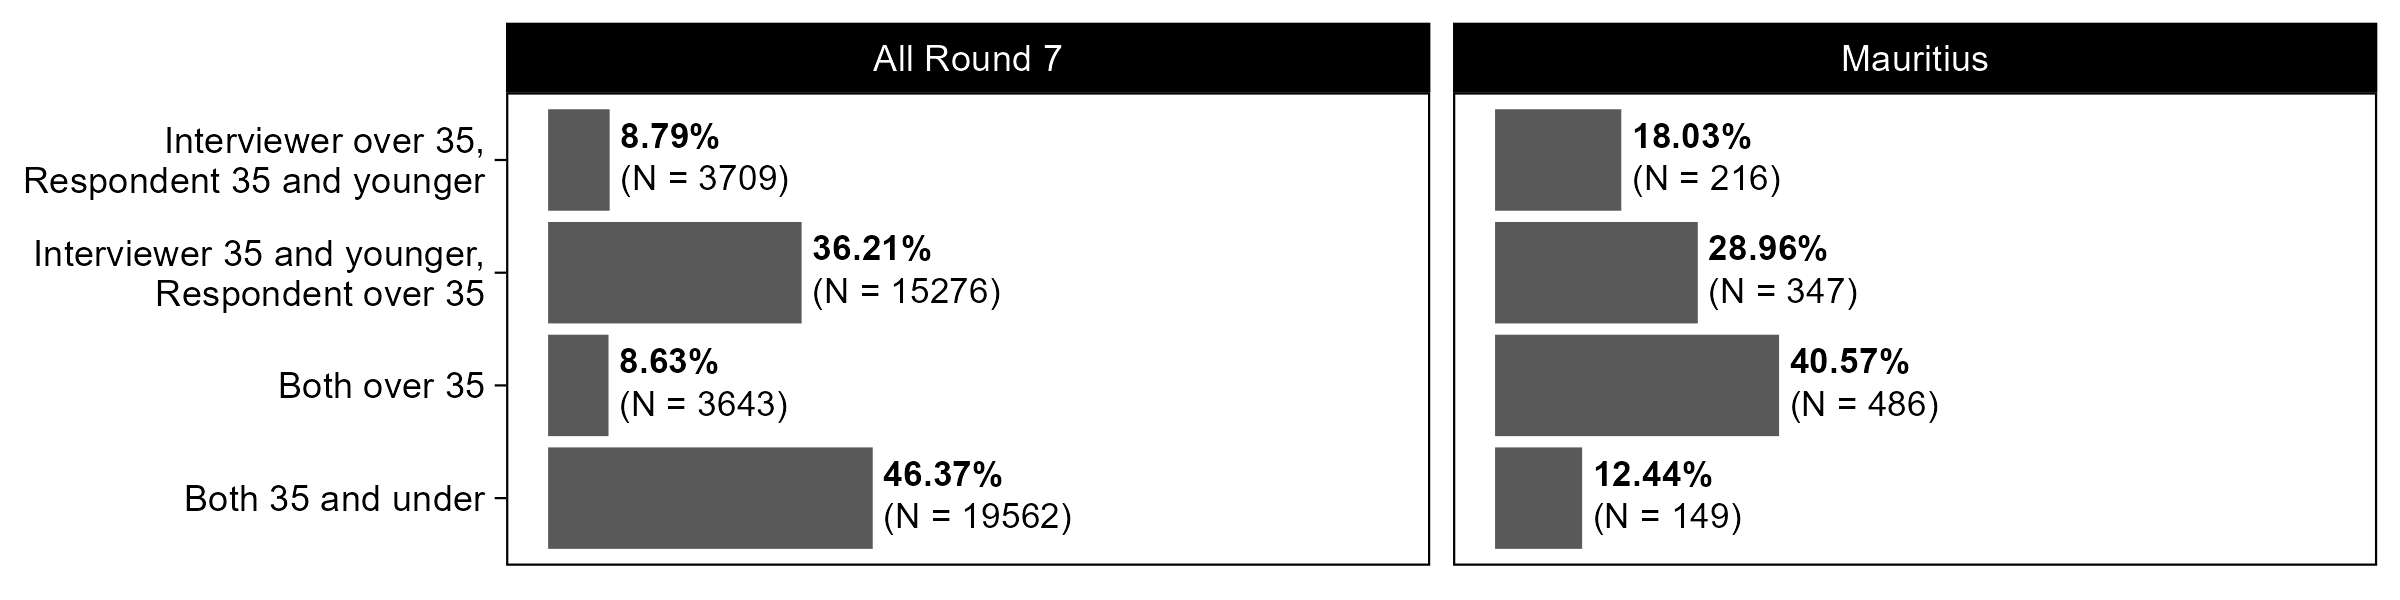 All Round 7
Mauritius
Interviewer over 35,
Respondent 35 and younger
8.79%
(N = 3709)
18.03%
(N = 216)
Interviewer 35 and younger,
Respondent over 35
36.21%
(N = 15276)
28.96%
(N = 347)
Both over 35
8.63%
(N = 3643)
40.57%
(N = 486)
Both 35 and under
46.37%
(N = 19562)
12.44%
(N = 149)